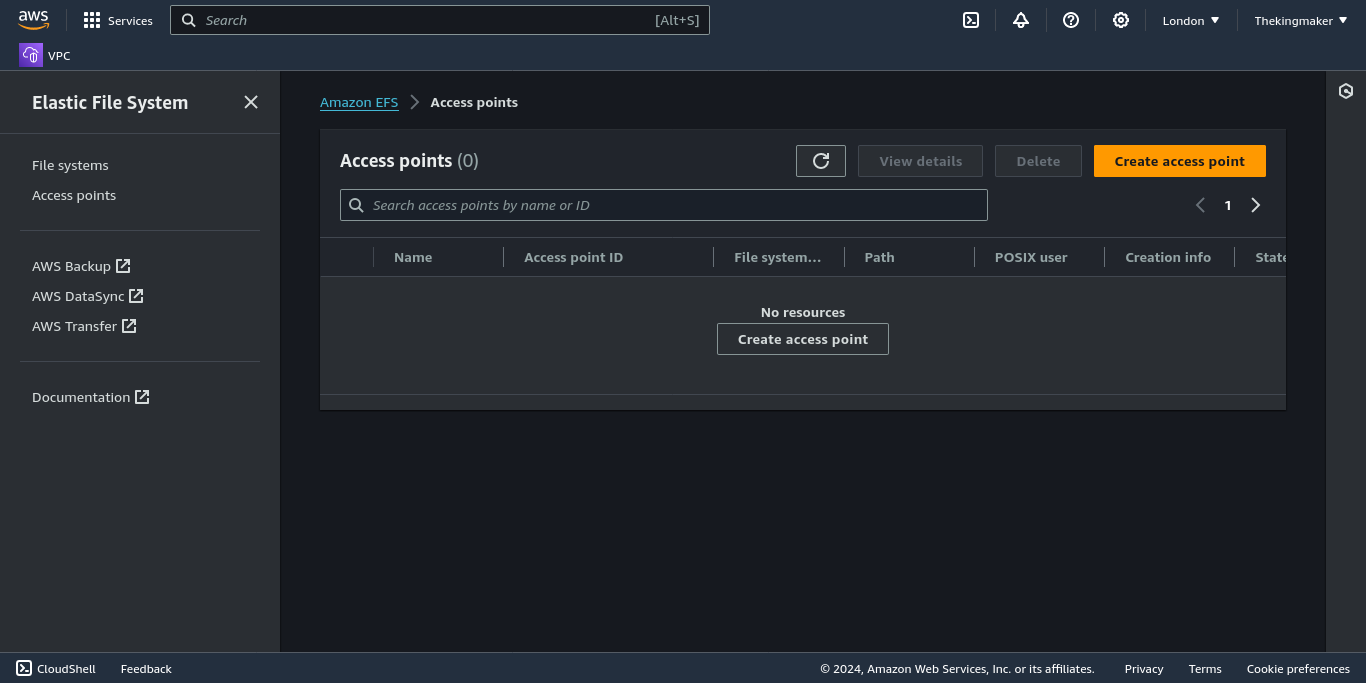 aws
Services
Search [Alt+S]
London
Thekingmaker
VPC
Elastic File System
File systems
Access points
AWS Backup
AWS DataSync
AWS Transfer
Documentation
Amazon EFS > Access points
Access points (0)
View details
Delete
Create access point
Search access points by name or ID
1
Name
Access point ID
File system...
Path
POSIX user
Creation info
State
No resources
Create access point
CloudShell
Feedback
© 2024, Amazon Web Services, Inc. or its affiliates.
Privacy
Terms
Cookie preferences